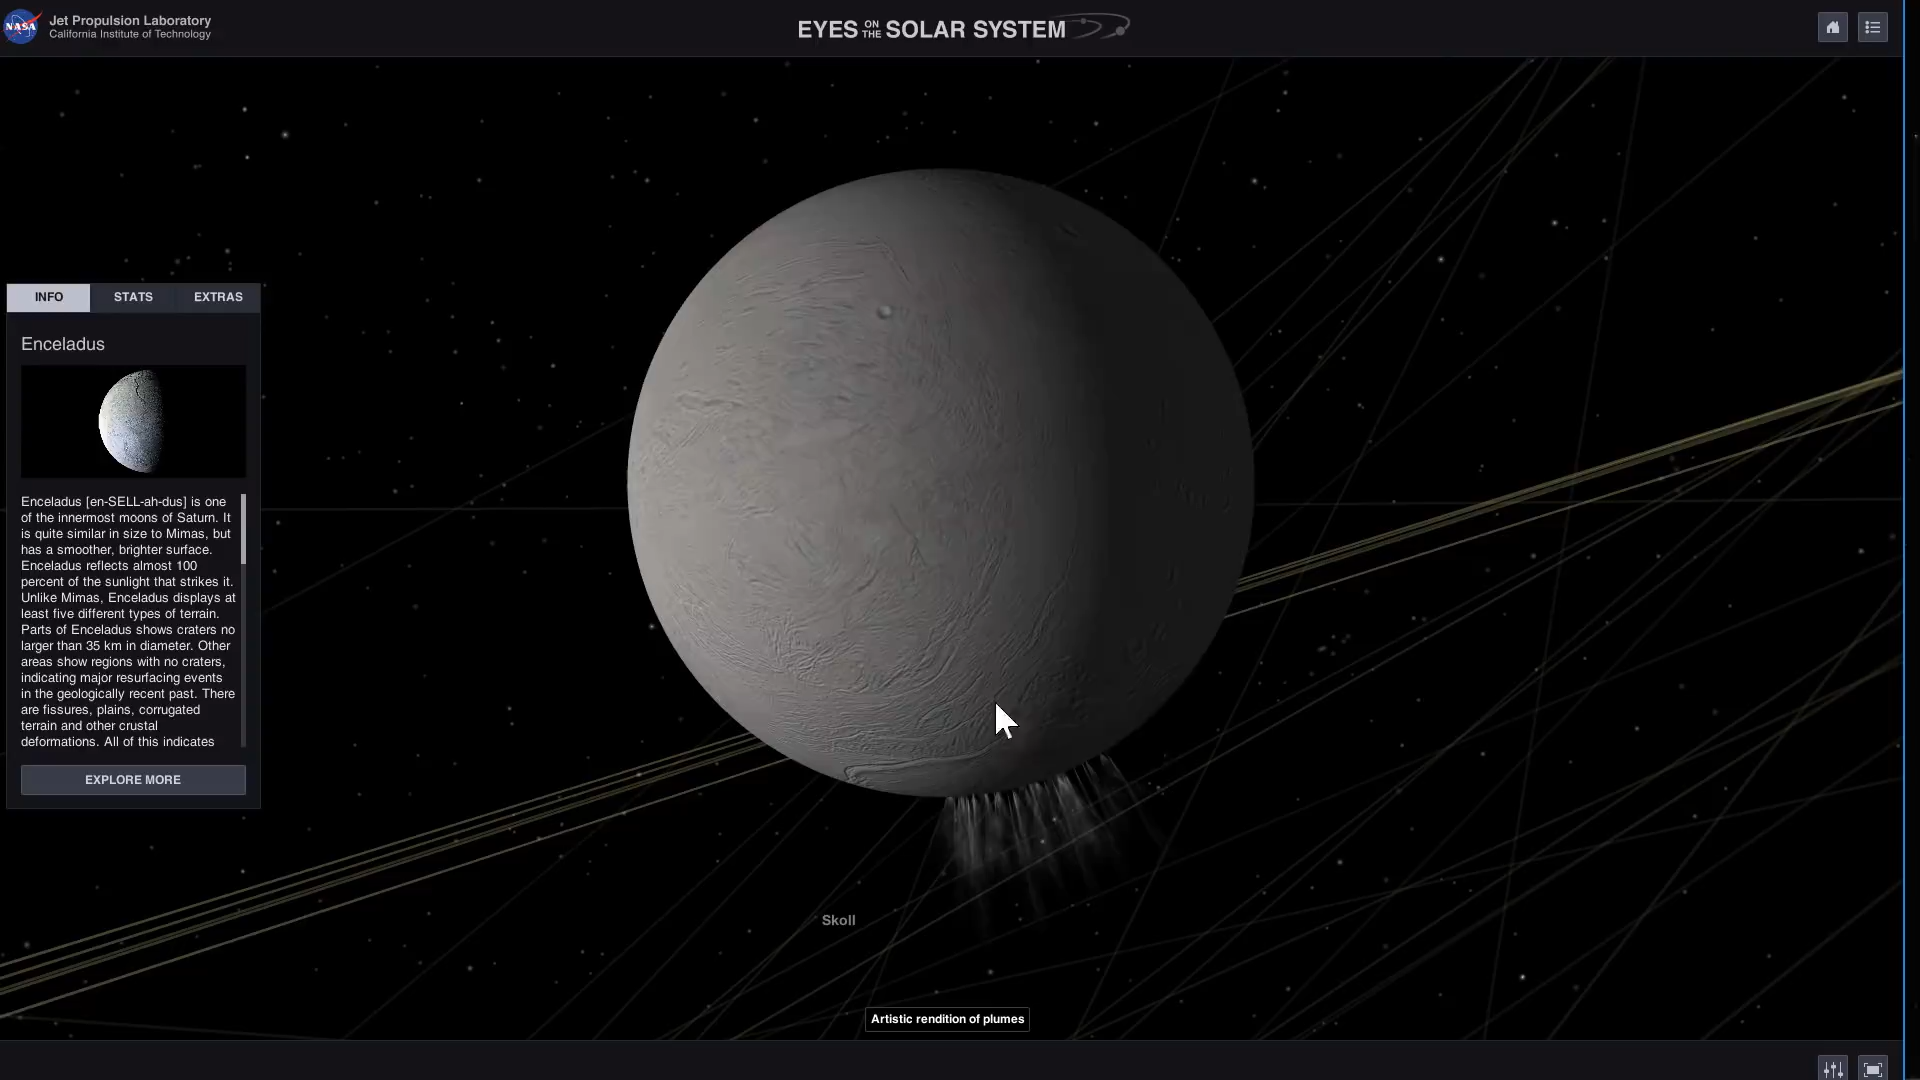 NASA
Jet Propulsion Laboratory
California Institute of Technology
EYES ON THE SOLAR SYSTEM
INFO STATS EXTRAS
Enceladus
Enceladus [en-SELL-ah-dus] is one
of the innermost moons of Saturn. It
is quite similar in size to Mimas, but
has a smoother, brighter surface.
Enceladus reflects almost 100
percent of the sunlight that strikes it.
Unlike Mimas, Enceladus displays at
least five different types of terrain.
Parts of Enceladus shows craters no
larger than 35 km in diameter. Other
areas show regions with no craters,
indicating major resurfacing events
in the geologically recent past. There
are fissures, plains, corrugated
terrain and other crustal
deformations. All of this indicates
EXPLORE MORE
Skoll
Artistic rendition of plumes